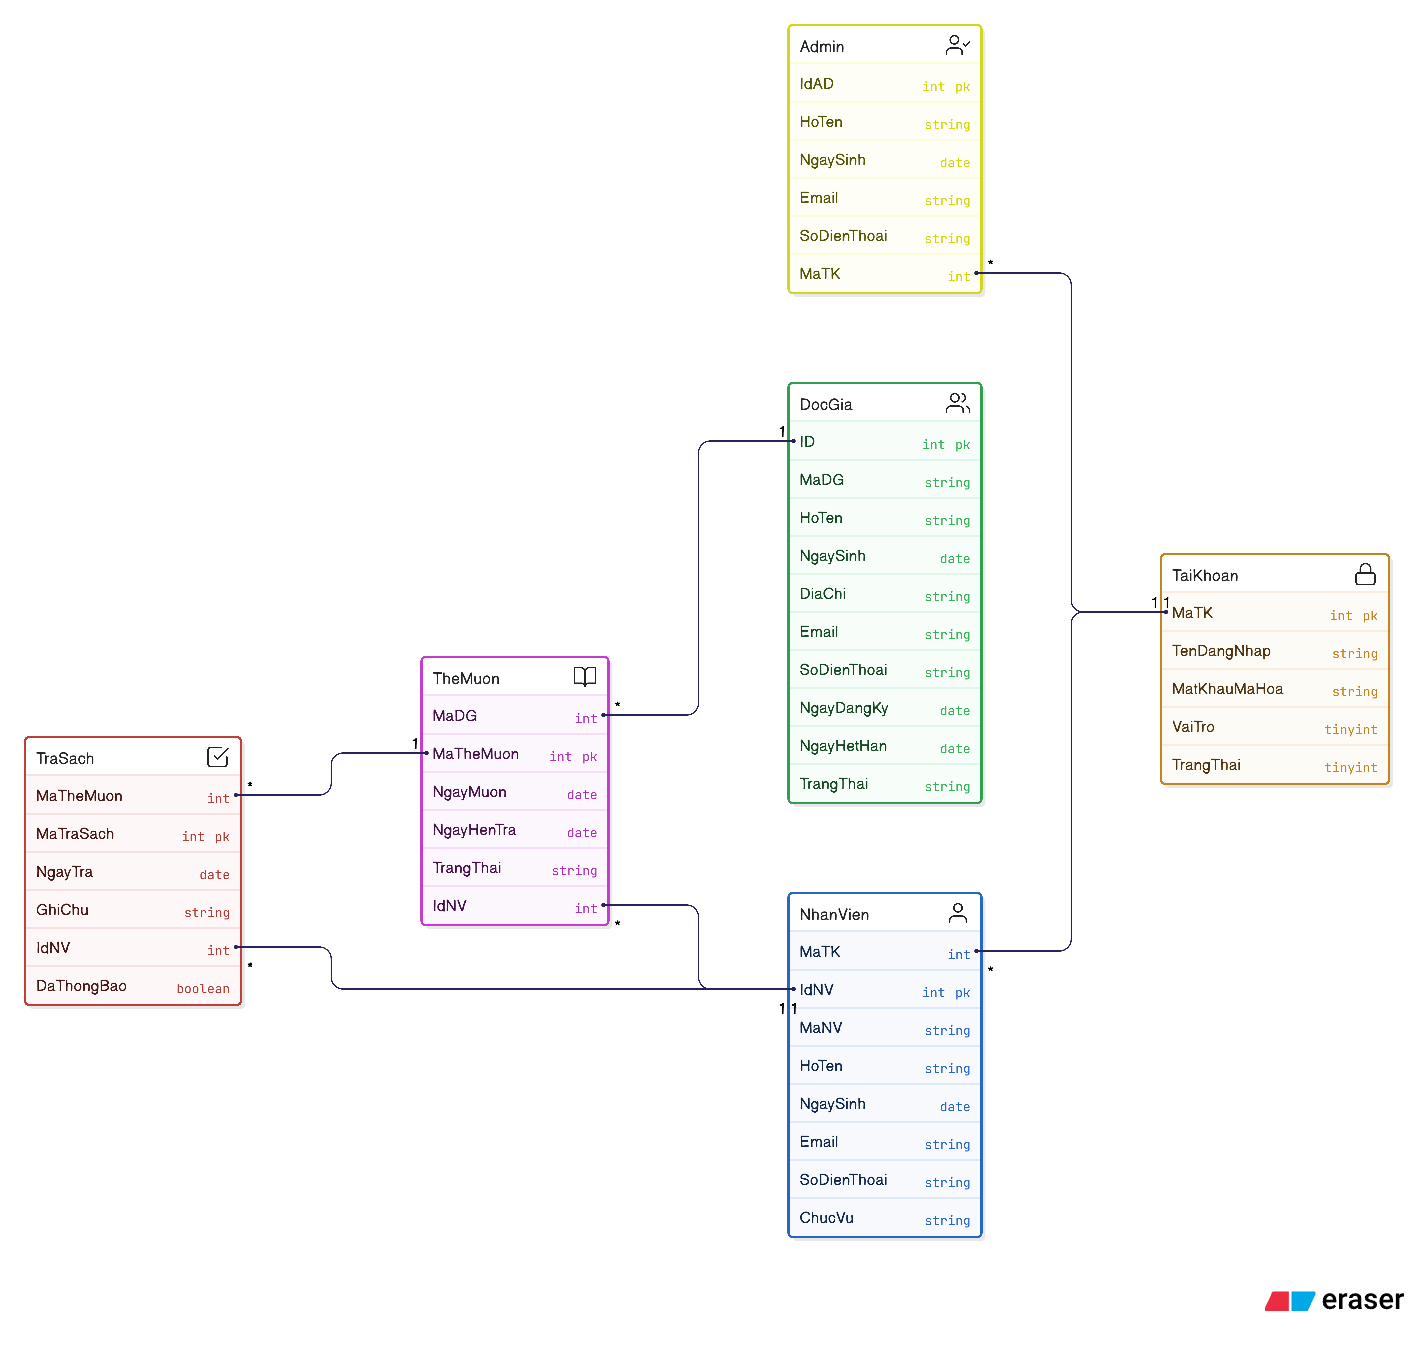 Admin
IdAD int pk
HoTen string
NgaySinh date
Email string
SoDienThoai string
MaTK int
*
DocGia
1
ID int pk
MaDG string
HoTen string
NgaySinh date
DiaChi string
Email string
SoDienThoai string
NgayDangKy date
NgayHetHan date
TrangThai string
TaiKhoan
1 1
MaTK int pk
TenDangNhap string
MatKhauMaHoa string
VaiTro tinyint
TrangThai tinyint
TheMuon
MaDG int
*
1
MaTheMuon int pk
NgayMuon date
NgayHenTra date
TrangThai string
IdNV int
*
TraSach
MaTheMuon int
*
MaTraSach int pk
NgayTra date
GhiChu string
IdNV int
*
DaThongBao boolean
NhanVien
MaTK int
*
IdNV int pk
1 1
MaNV string
HoTen string
NgaySinh date
Email string
SoDienThoai string
ChucVu string
eraser